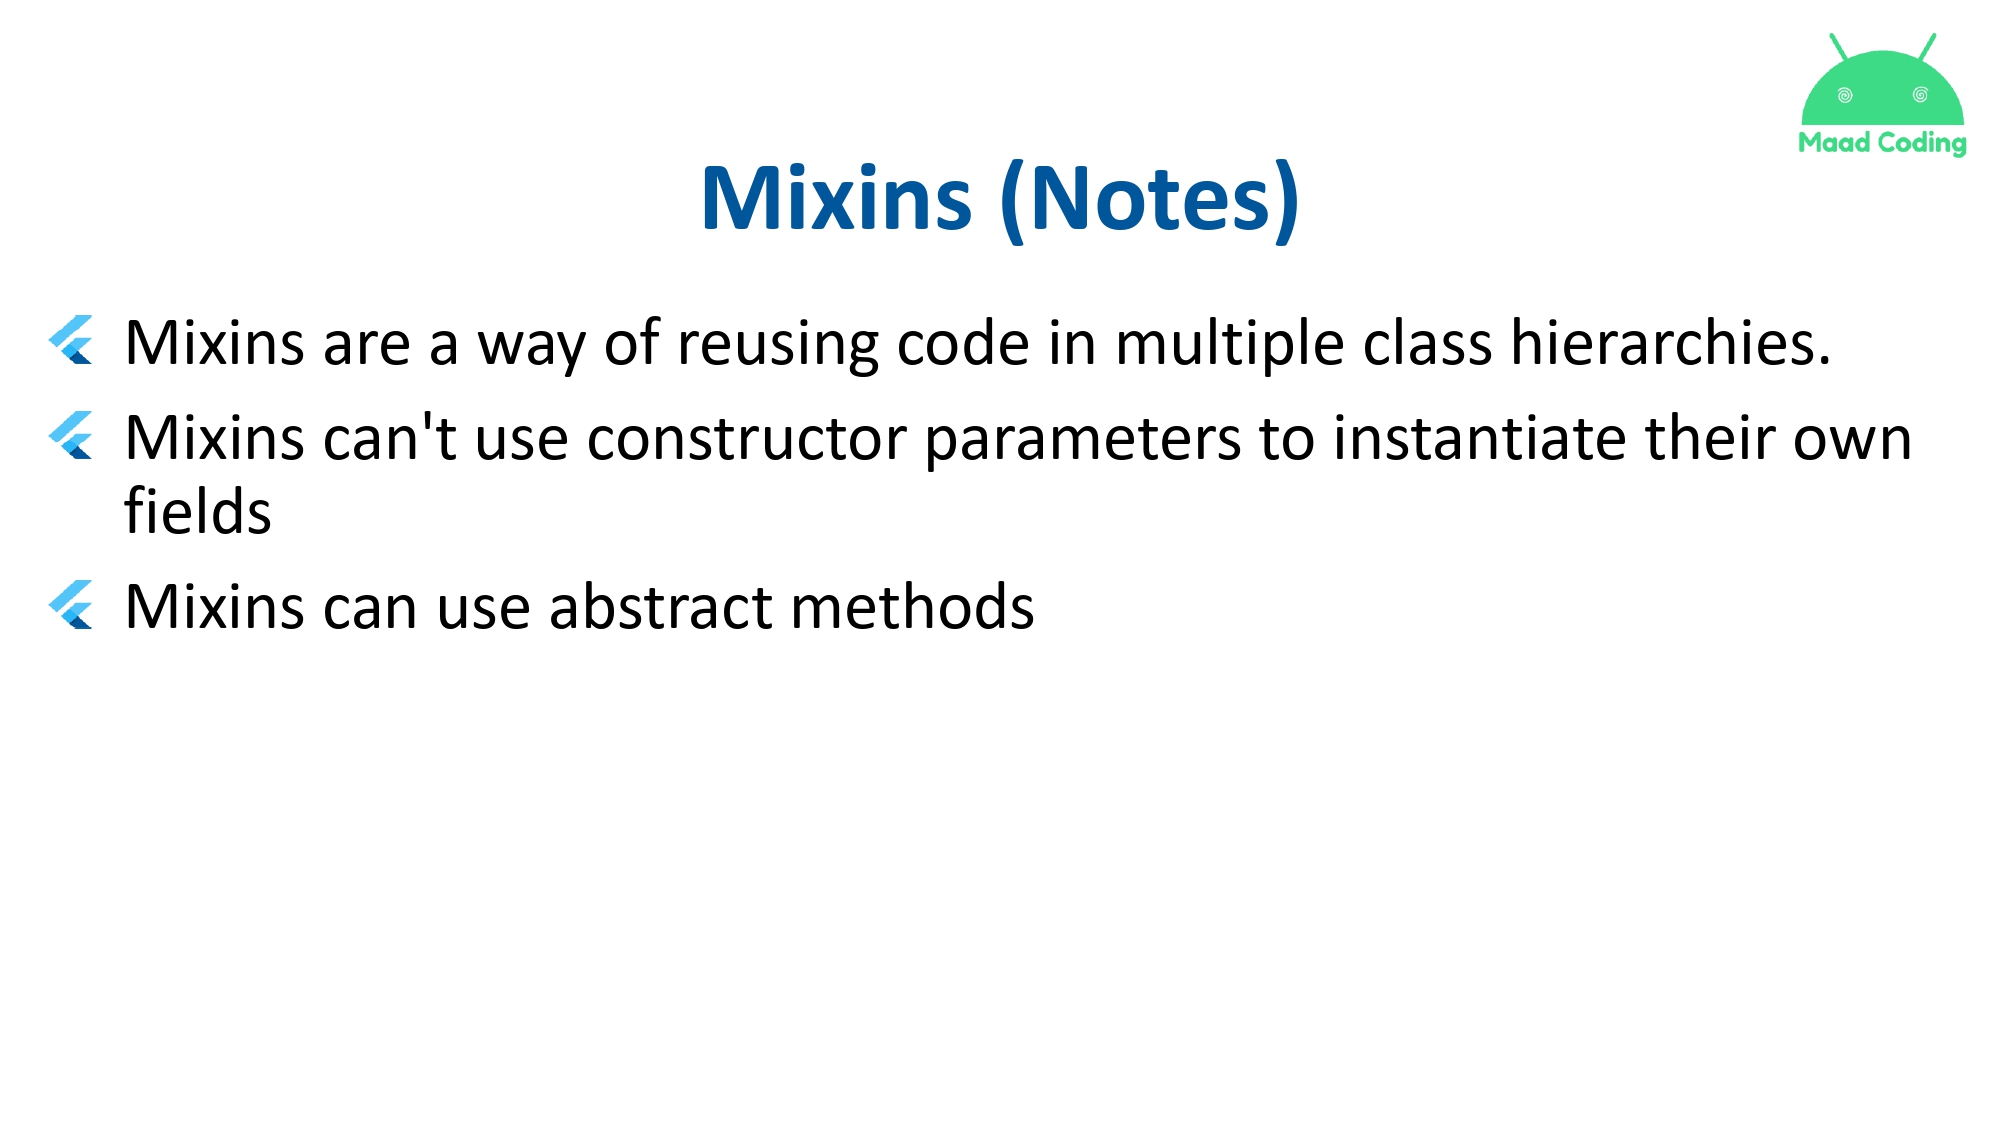 Maad Coding
Mixins (Notes)
Mixins are a way of reusing code in multiple class hierarchies.
Mixins can't use constructor parameters to instantiate their own
fields
Mixins can use abstract methods